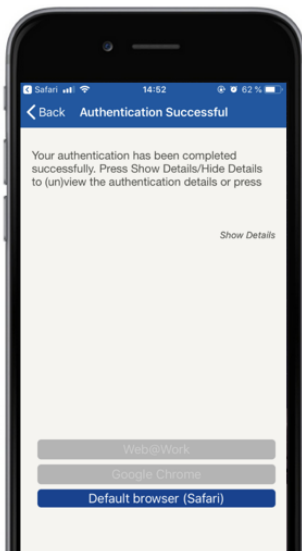 Safari 14:52 62 %
Back Authentication Successful
Your authentication has been completed
successfully. Press Show Details/Hide Details
to (un)view the authentication details or press
Show Details
Web@Work
Google Chrome
Default browser (Safari)